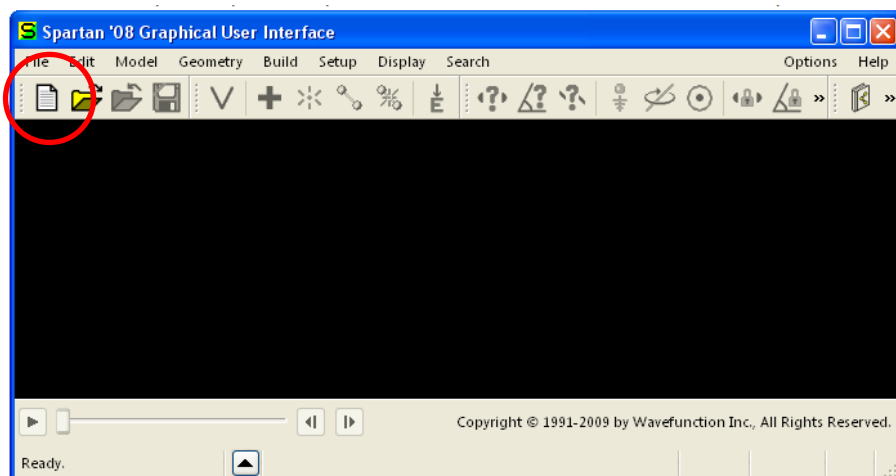 S Spartan '08 Graphical User Interface
File Edit Model Geometry Build Setup Display Search Options Help
Copyright © 1991-2009 by Wavefunction Inc., All Rights Reserved.
Ready.